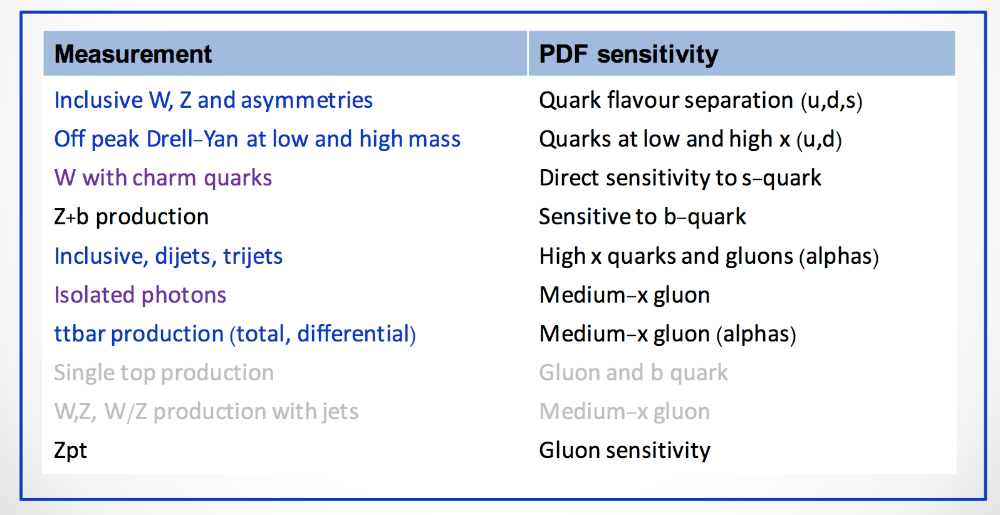 Measurement PDF sensitivity
Inclusive W, Z and asymmetries Quark flavour separation (u,d,s)
Off peak Drell–Yan at low and high mass Quarks at low and high x (u,d)
W with charm quarks Direct sensitivity to s–quark
Z+b production Sensitive to b–quark
Inclusive, dijets, trijets High x quarks and gluons (alphas)
Isolated photons Medium–x gluon
ttbar production (total, differential) Medium–x gluon (alphas)
Single top production Gluon and b quark
W,Z, W/Z production with jets Medium–x gluon
Zpt Gluon sensitivity